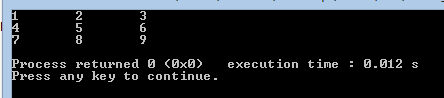 1 2 3
4 5 6
7 8 9
Process returned 0 (0x0) execution time : 0.012 s
Press any key to continue.